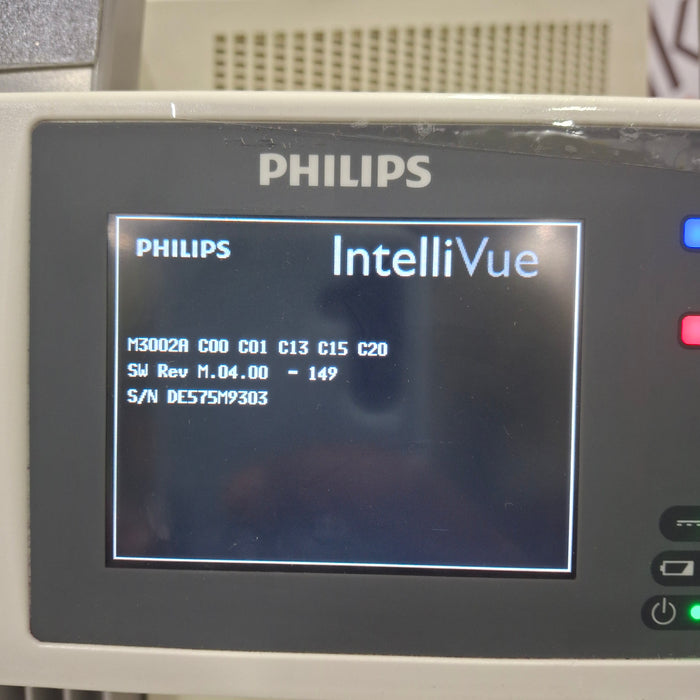 PHILIPS
PHILIPS IntelliVue
M3002A C00 C01 C13 C15 C20
SW Rev M.04.00 - 149
S/N DE575M9303